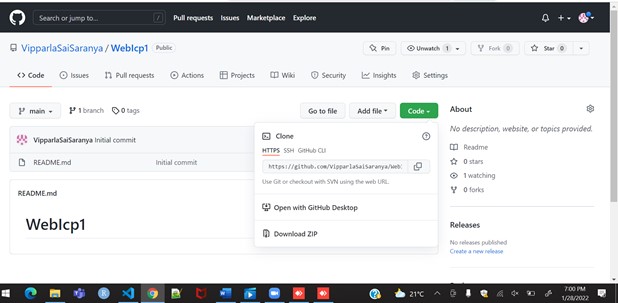 Search or jump to... /
Pull requests Issues Marketplace Explore
VipparlaSaiSaranya / WebIcp1 Public
Pin Unwatch 1 Fork 0 Star 0
Code Issues Pull requests Actions Projects Wiki Security Insights Settings
main 1 branch 0 tags Go to file Add file Code
About
No description, website, or topics provided.
Readme
0 stars
1 watching
0 forks
VipparlaSaiSaranya Initial commit
README.md Initial commit
Clone
HTTPS SSH GitHub CLI
https://github.com/VipparlaSaiSaranya/Web
Use Git or checkout with SVN using the web URL.
Open with GitHub Desktop
Download ZIP
README.md
WebIcp1
Releases
No releases published
Create a new release
21°C
7:00 PM
1/28/2022